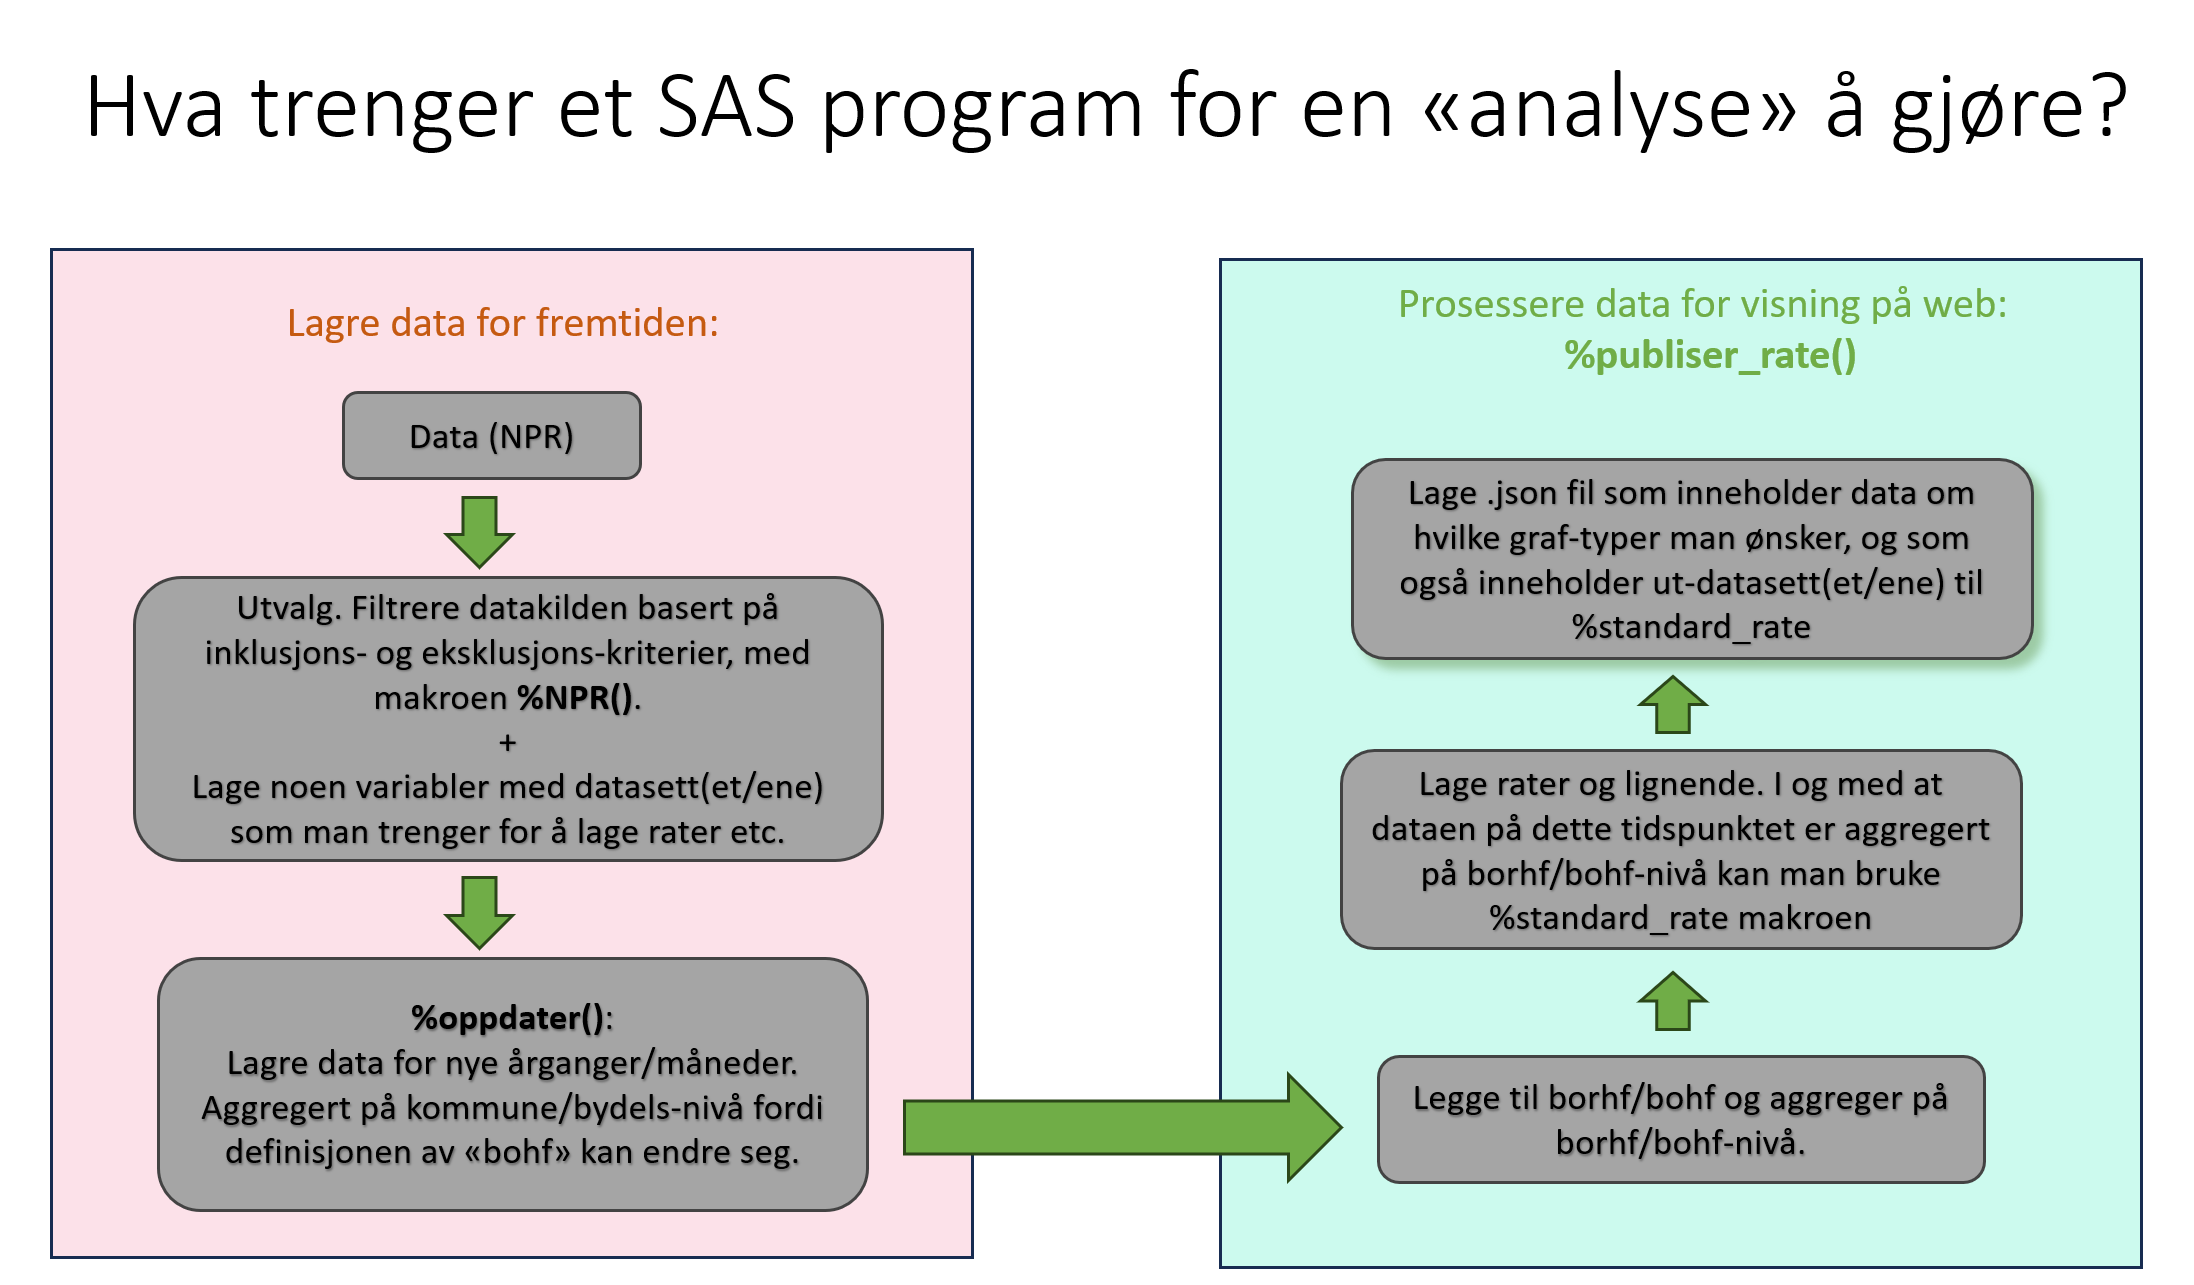 Hva trenger et SAS program for en «analyse» å gjøre?
Lagre data for fremtiden:
Data (NPR)
Utvalg. Filtrere datakilden basert på
inklusjons- og eksklusjons-kriterier, med
makroen %NPR().
+
Lage noen variabler med datasett(et/ene)
som man trenger for å lage rater etc.
%oppdater():
Lagre data for nye årganger/måneder.
Aggregert på kommune/bydels-nivå fordi
definisjonen av «bohf» kan endre seg.
Prosessere data for visning på web:
%publiser_rate()
Lage .json fil som inneholder data om
hvilke graf-typer man ønsker, og som
også inneholder ut-datasett(et/ene) til
%standard_rate
Lage rater og lignende. I og med at
dataen på dette tidspunktet er aggregert
på borhf/bohf-nivå kan man bruke
%standard_rate makroen
Legge til borhf/bohf og aggreger på
borhf/bohf-nivå.